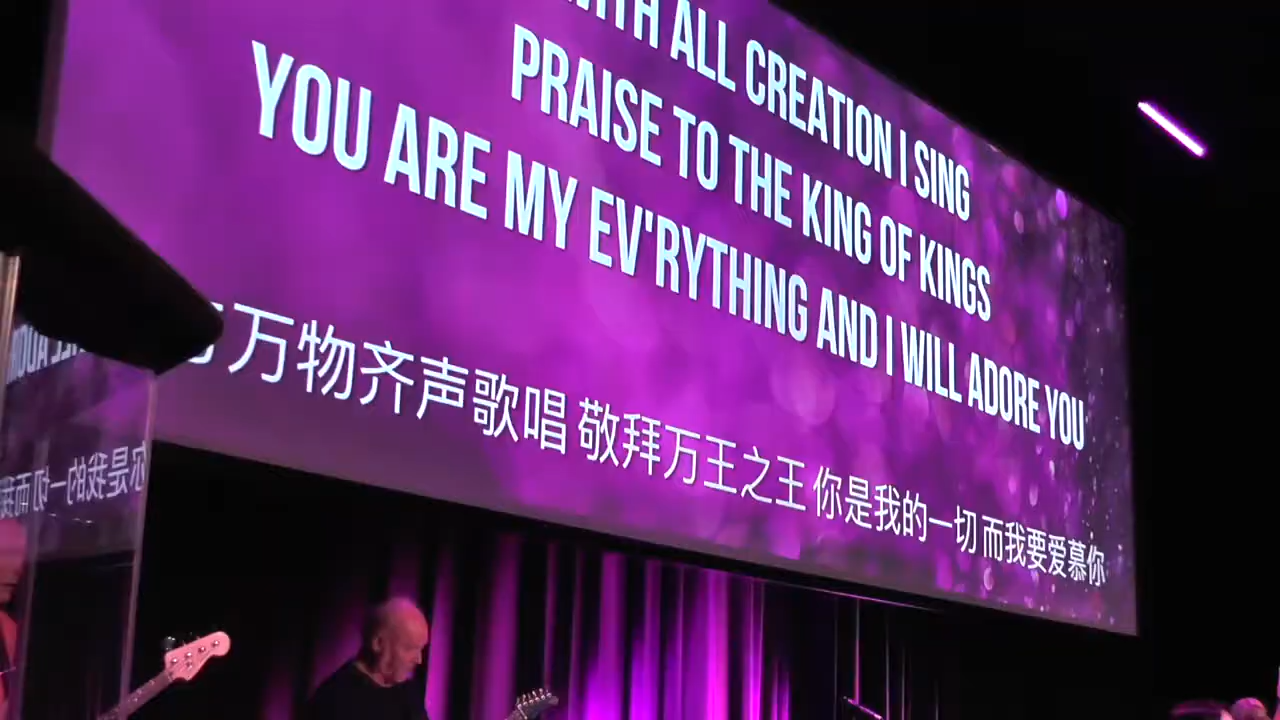 WITH ALL CREATION I SING
PRAISE TO THE KING OF KINGS
YOU ARE MY EV'RYTHING AND I WILL ADORE YOU
万物齐声歌唱 敬拜万王之王 你是我的一切 而我要爱慕你